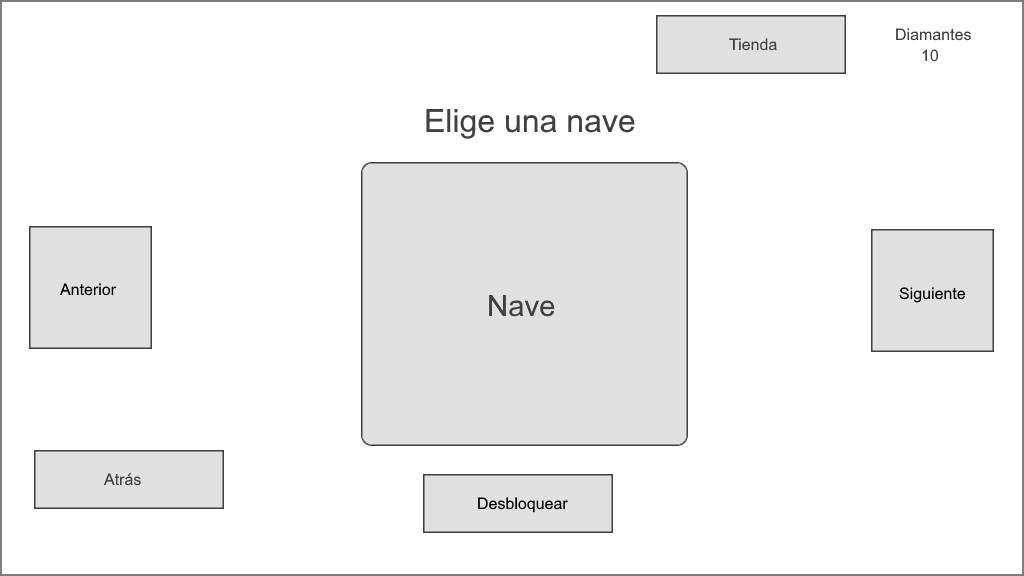 Tienda
Diamantes
10
Elige una nave
Anterior
Nave
Siguiente
Atrás
Desbloquear